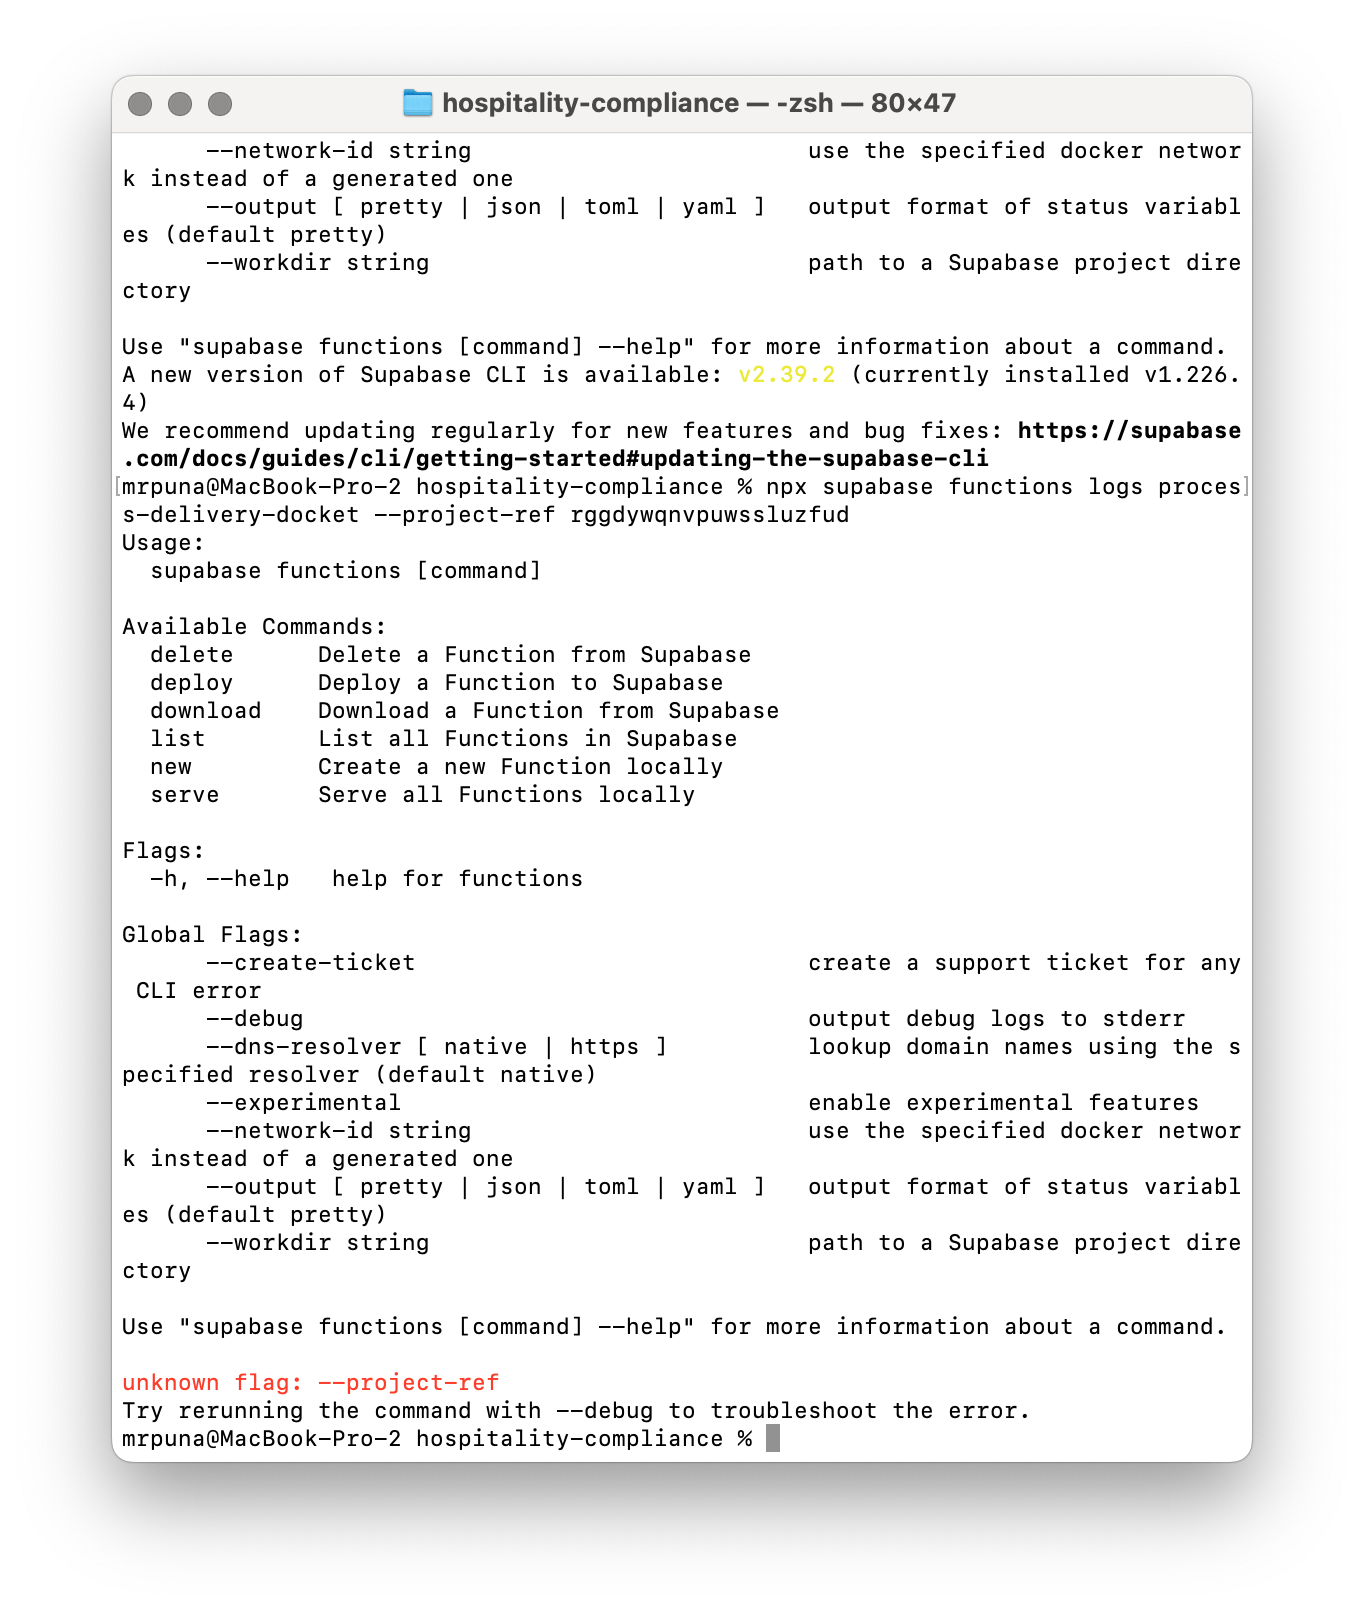 hospitality-compliance — -zsh — 80×47
      --network-id string                        use the specified docker networ
k instead of a generated one
      --output [ pretty | json | toml | yaml ]   output format of status variabl
es (default pretty)
      --workdir string                           path to a Supabase project dire
ctory

Use "supabase functions [command] --help" for more information about a command.
A new version of Supabase CLI is available: v2.39.2 (currently installed v1.226.
4)
We recommend updating regularly for new features and bug fixes: https://supabase
.com/docs/guides/cli/getting-started#updating-the-supabase-cli
[mrpuna@MacBook-Pro-2 hospitality-compliance % npx supabase functions logs proces]
s-delivery-docket --project-ref rggdywqnvpuwssluzfud
Usage:
  supabase functions [command]

Available Commands:
  delete      Delete a Function from Supabase
  deploy      Deploy a Function to Supabase
  download    Download a Function from Supabase
  list        List all Functions in Supabase
  new         Create a new Function locally
  serve       Serve all Functions locally

Flags:
  -h, --help   help for functions

Global Flags:
      --create-ticket                            create a support ticket for any
 CLI error
      --debug                                    output debug logs to stderr
      --dns-resolver [ native | https ]          lookup domain names using the s
pecified resolver (default native)
      --experimental                             enable experimental features
      --network-id string                        use the specified docker networ
k instead of a generated one
      --output [ pretty | json | toml | yaml ]   output format of status variabl
es (default pretty)
      --workdir string                           path to a Supabase project dire
ctory

Use "supabase functions [command] --help" for more information about a command.

unknown flag: --project-ref
Try rerunning the command with --debug to troubleshoot the error.
mrpuna@MacBook-Pro-2 hospitality-compliance %